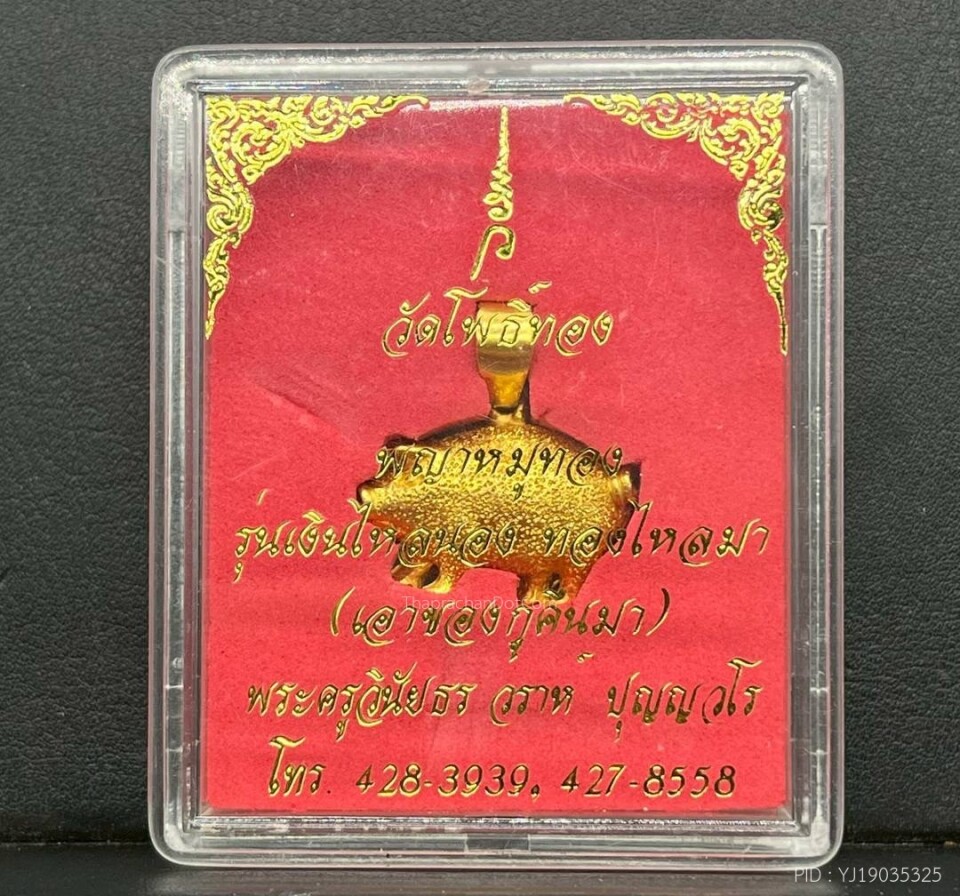 วัดโพธิ์ทอง
พญาหมูทอง
รุ่นเงินไหลนอง ทองไหลมา
ThaprachanDotCom
(เอาของกูคืนมา)
พระครูวินัยธร วราห์ ปุญญวโร
โทร. 428-3939, 427-8558
PID : YJ19035325